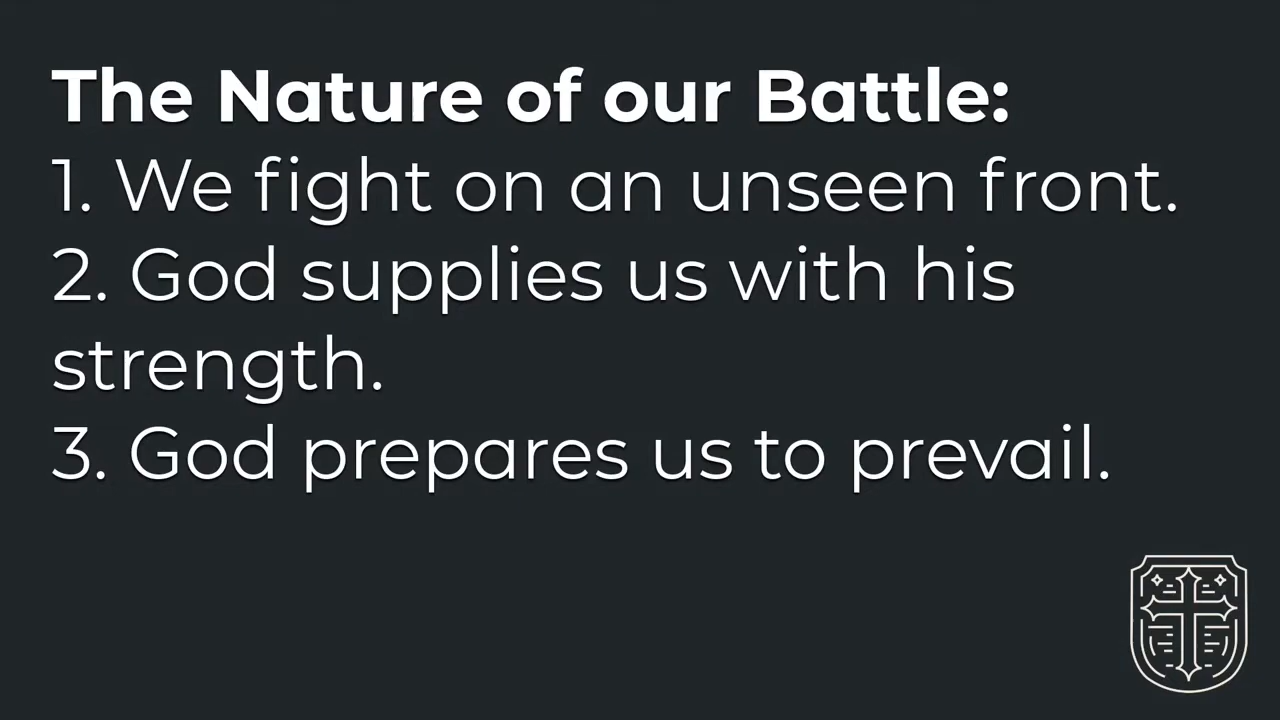 The Nature of our Battle:
1. We fight on an unseen front.
2. God supplies us with his
strength.
3. God prepares us to prevail.